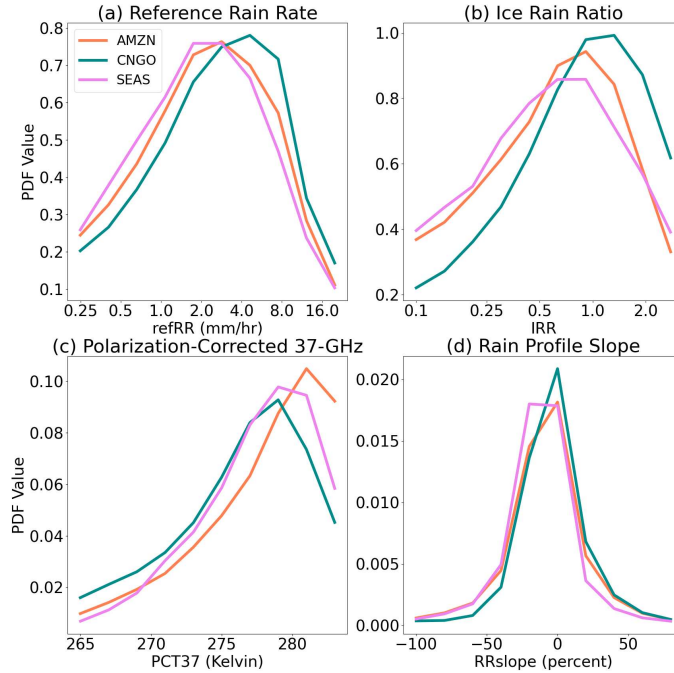 (a) Reference Rain Rate
0.8
0.7
0.6
0.5
0.4
0.3
0.2
0.1
PDF Value
AMZN
CNGO
SEAS
0.25 0.5 1.0 2.0 4.0 8.0 16.0
refRR (mm/hr)
(b) Ice Rain Ratio
1.0
0.8
0.6
0.4
0.2
0.1 0.25 0.5 1.0 2.0
IRR
(c) Polarization-Corrected 37-GHz
0.10
0.08
0.06
0.04
0.02
PDF Value
265 270 275 280
PCT37 (Kelvin)
(d) Rain Profile Slope
0.020
0.015
0.010
0.005
0.000
−100 −50 0 50
RRslope (percent)